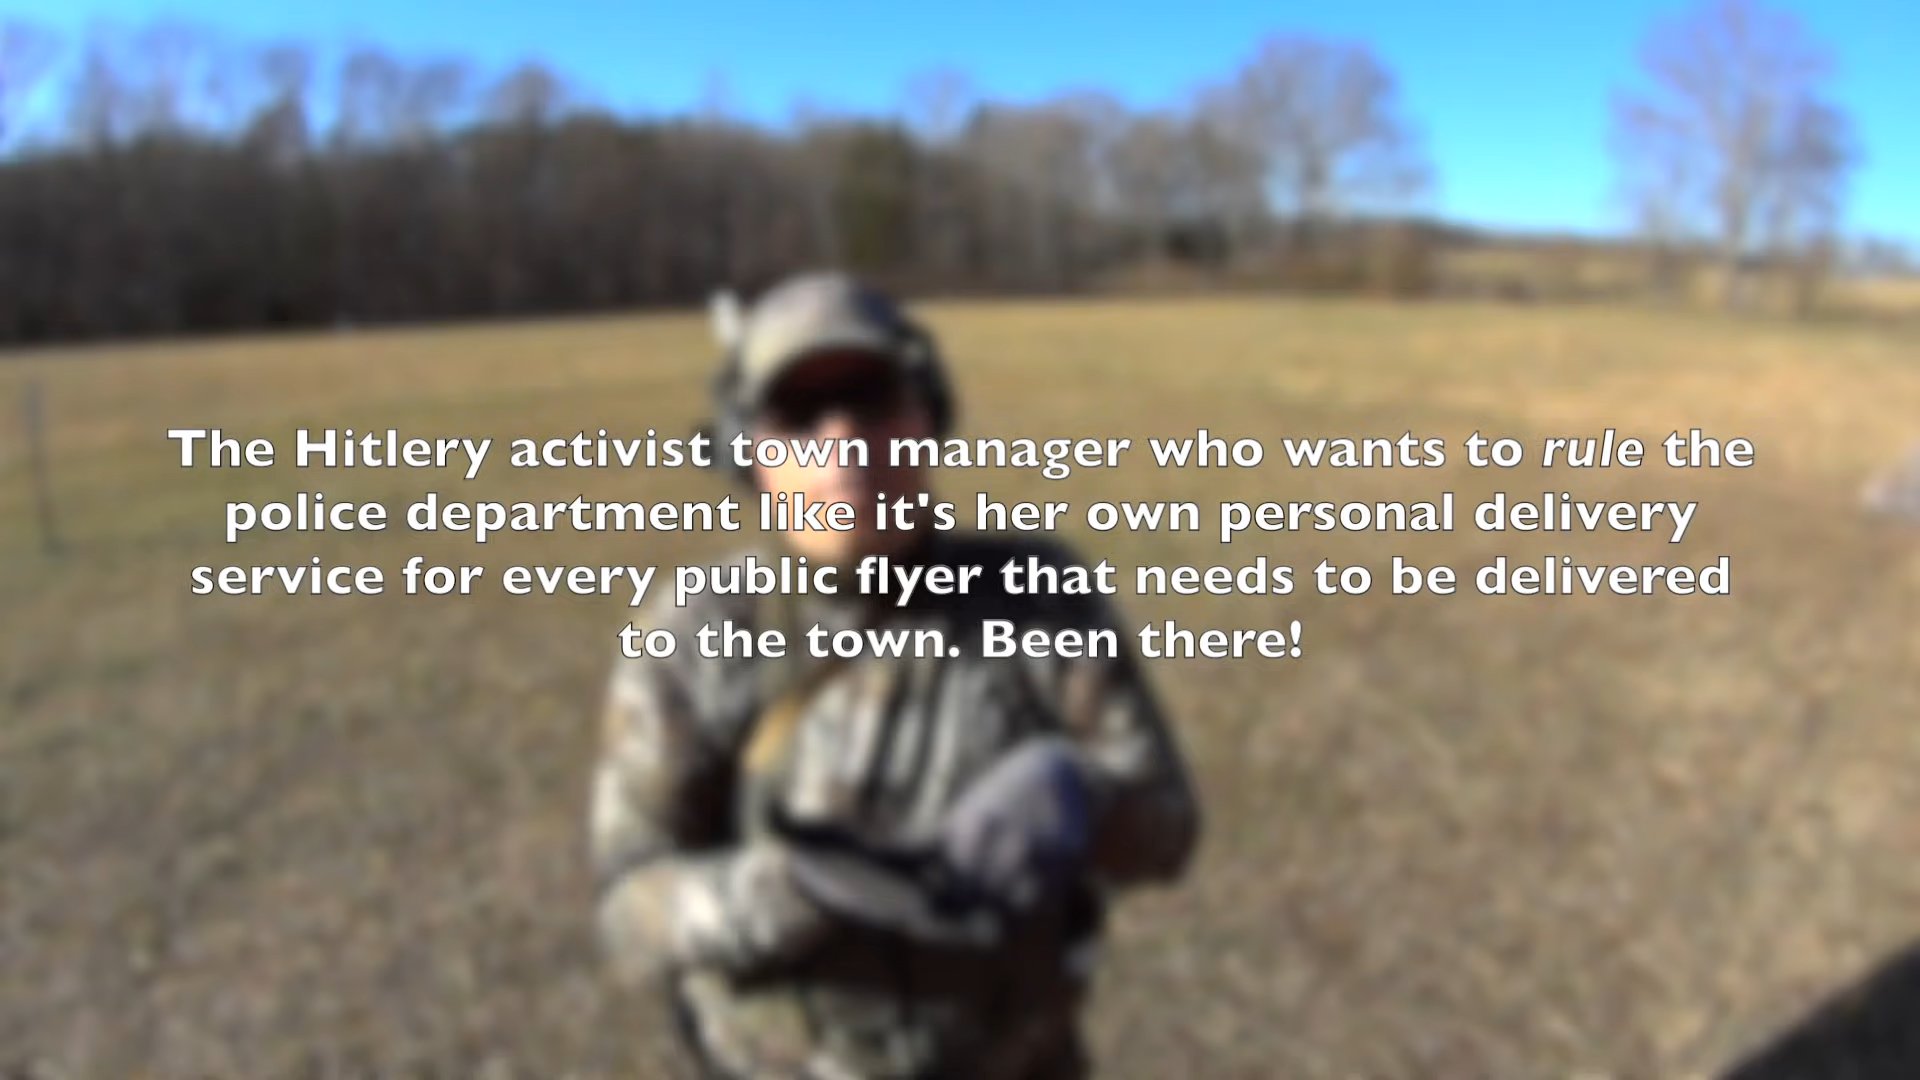 The Hitlery activist town manager who wants to rule the
police department like it's her own personal delivery
service for every public flyer that needs to be delivered
to the town. Been there!